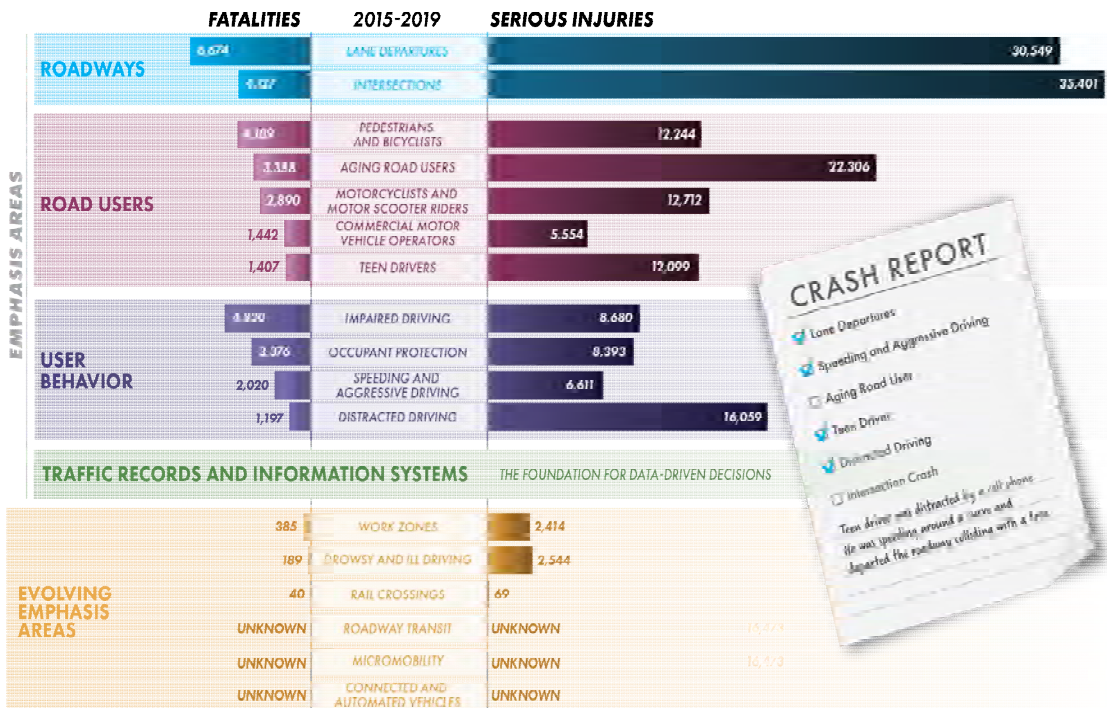 FATALITIES 2015-2019 SERIOUS INJURIES
EMPHASIS AREAS
ROADWAYS
6,674 LANE DEPARTURES 30,549
INTERSECTIONS 35,401
ROAD USERS
4,189 PEDESTRIANS
AND BICYCLISTS 12,244
AGING ROAD USERS 22,306
2,890 MOTORCYCLISTS AND
MOTOR SCOOTER RIDERS 12,712
1,442 COMMERCIAL MOTOR
VEHICLE OPERATORS 5,554
1,407 TEEN DRIVERS 12,099
USER
BEHAVIOR
IMPAIRED DRIVING 8,680
3,376 OCCUPANT PROTECTION 8,393
2,020 SPEEDING AND
AGGRESSIVE DRIVING 6,611
1,197 DISTRACTED DRIVING 16,059
TRAFFIC RECORDS AND INFORMATION SYSTEMS THE FOUNDATION FOR DATA-DRIVEN DECISIONS
EVOLVING
EMPHASIS
AREAS
385 WORK ZONES 2,414
189 DROWSY AND ILL DRIVING 2,544
40 RAIL CROSSINGS 69
UNKNOWN ROADWAY TRANSIT UNKNOWN
UNKNOWN MICROMOBILITY UNKNOWN
UNKNOWN CONNECTED AND
AUTOMATED VEHICLES UNKNOWN
CRASH REPORT
Lane Departures
Speeding and Aggressive Driving
Aging Road User
Teen Driver
Distracted Driving
Intersection Crash
Teen driver was distracted by a cell phone
He was speeding around a curve and
departed the roadway colliding with a tree.